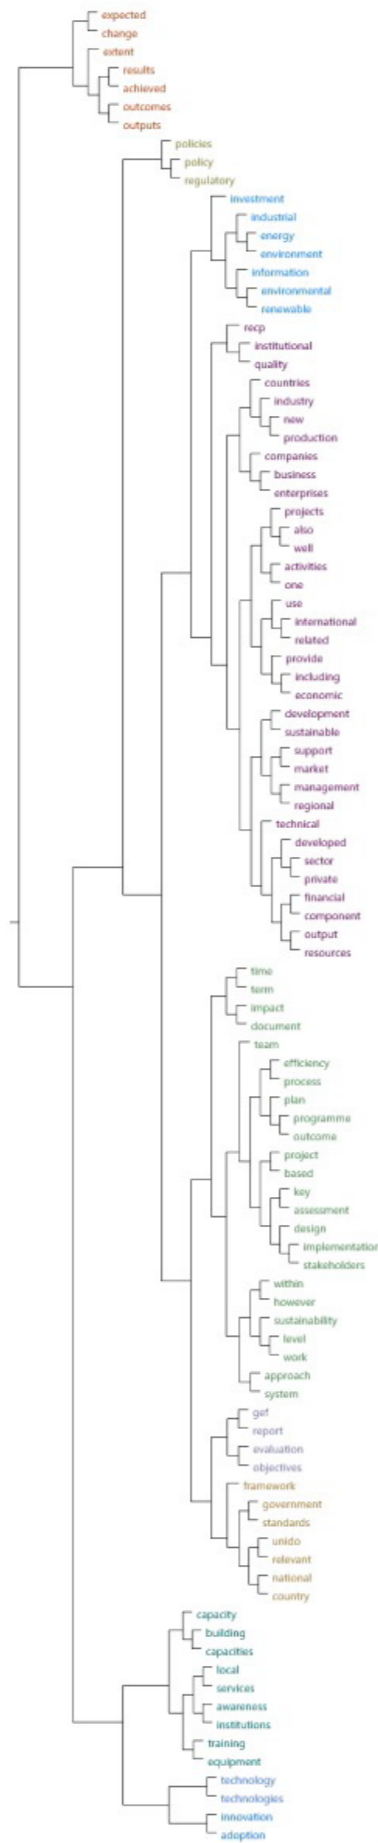 expected
change
extent
results
achieved
outcomes
outputs
policies
policy
regulatory
investment
industrial
energy
environment
information
environmental
renewable
recp
institutional
quality
countries
industry
new
production
companies
business
enterprises
projects
also
well
activities
one
use
international
related
provide
including
economic
development
sustainable
support
market
management
regional
technical
developed
sector
private
financial
component
output
resources
time
term
impact
document
team
efficiency
process
plan
programme
outcome
project
based
key
assessment
design
implementation
stakeholders
within
however
sustainability
level
work
approach
system
gef
report
evaluation
objectives
framework
government
standards
unido
relevant
national
country
capacity
building
capacities
local
services
awareness
institutions
training
equipment
technology
technologies
innovation
adoption